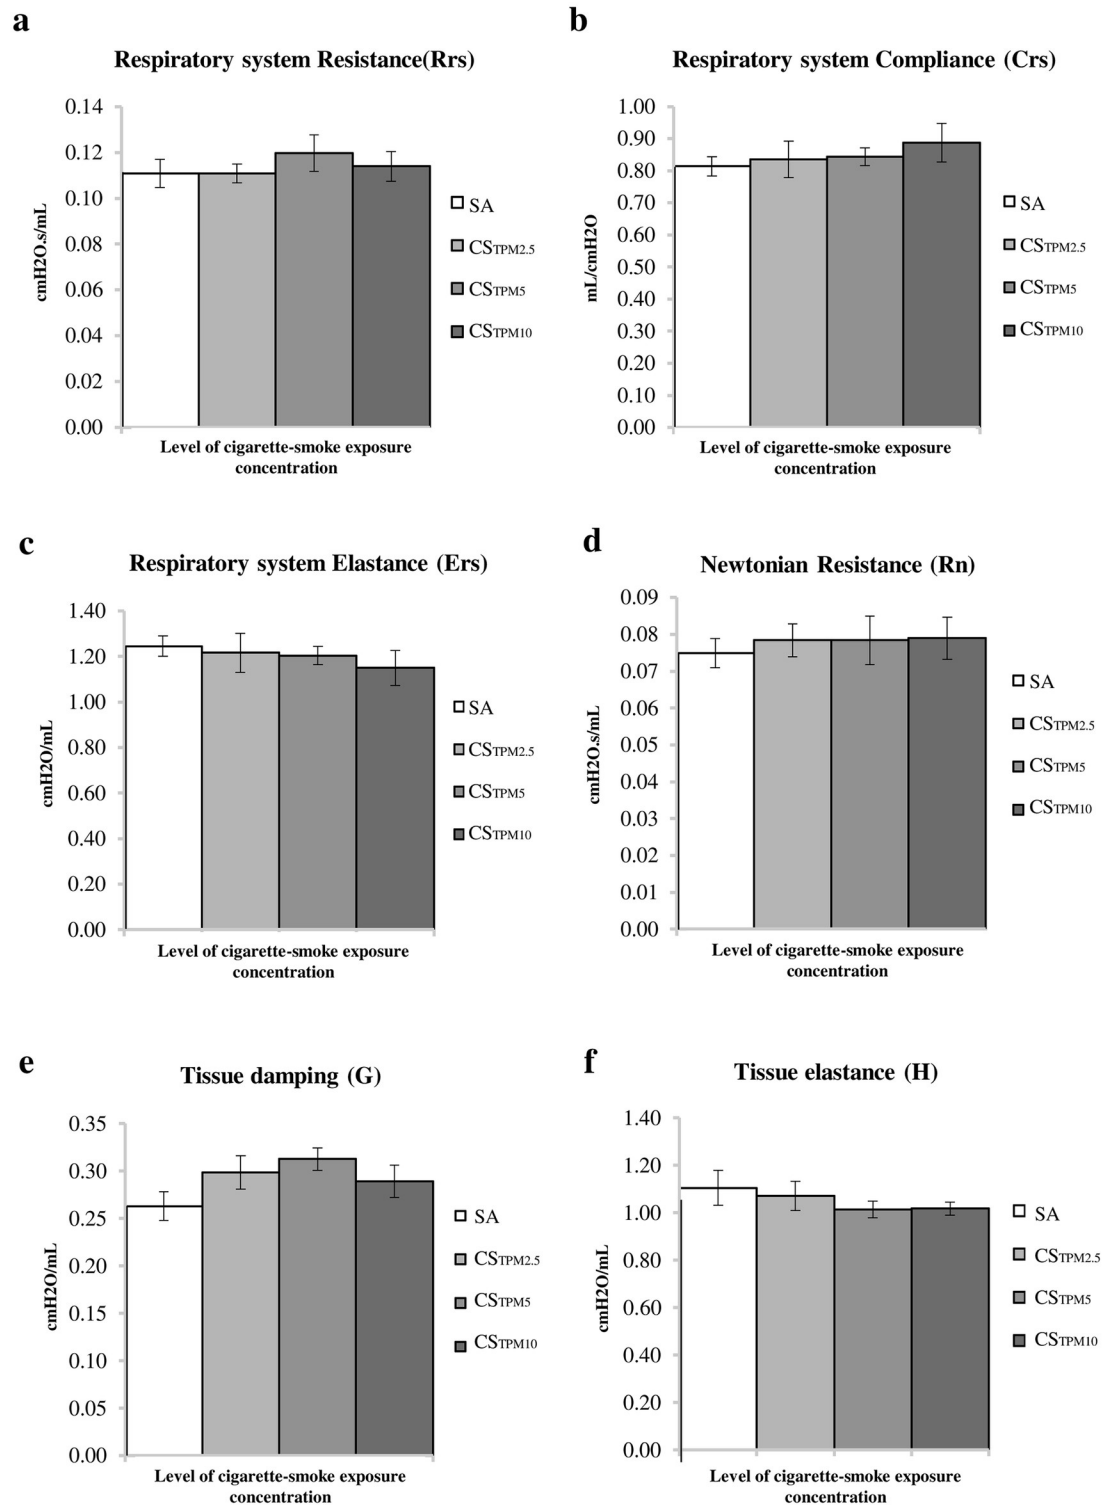 a
Respiratory system Resistance(Rrs)
0.14
0.12
0.10
0.08
0.06
0.04
0.02
0.00
cmH2O.s/mL
Level of cigarette-smoke exposure
concentration
SA
CSTPM2.5
CSTPM5
CSTPM10
b
Respiratory system Compliance (Crs)
1.00
0.90
0.80
0.70
0.60
0.50
0.40
0.30
0.20
0.10
0.00
mL/cmH2O
Level of cigarette-smoke exposure
concentration
SA
CSTPM2.5
CSTPM5
CSTPM10
c
Respiratory system Elastance (Ers)
1.40
1.20
1.00
0.80
0.60
0.40
0.20
0.00
cmH2O/mL
Level of cigarette-smoke exposure
concentration
SA
CSTPM2.5
CSTPM5
CSTPM10
d
Newtonian Resistance (Rn)
0.09
0.08
0.07
0.06
0.05
0.04
0.03
0.02
0.01
0.00
cmH2O.s/mL
Level of cigarette-smoke exposure
concentration
SA
CSTPM2.5
CSTPM5
CSTPM10
e
Tissue damping (G)
0.35
0.30
0.25
0.20
0.15
0.10
0.05
0.00
cmH2O/mL
Level of cigarette-smoke exposure
concentration
SA
CSTPM2.5
CSTPM5
CSTPM10
f
Tissue elastance (H)
1.40
1.20
1.00
0.80
0.60
0.40
0.20
0.00
cmH2O/mL
Level of cigarette-smoke exposure
concentration
SA
CSTPM2.5
CSTPM5
CSTPM10